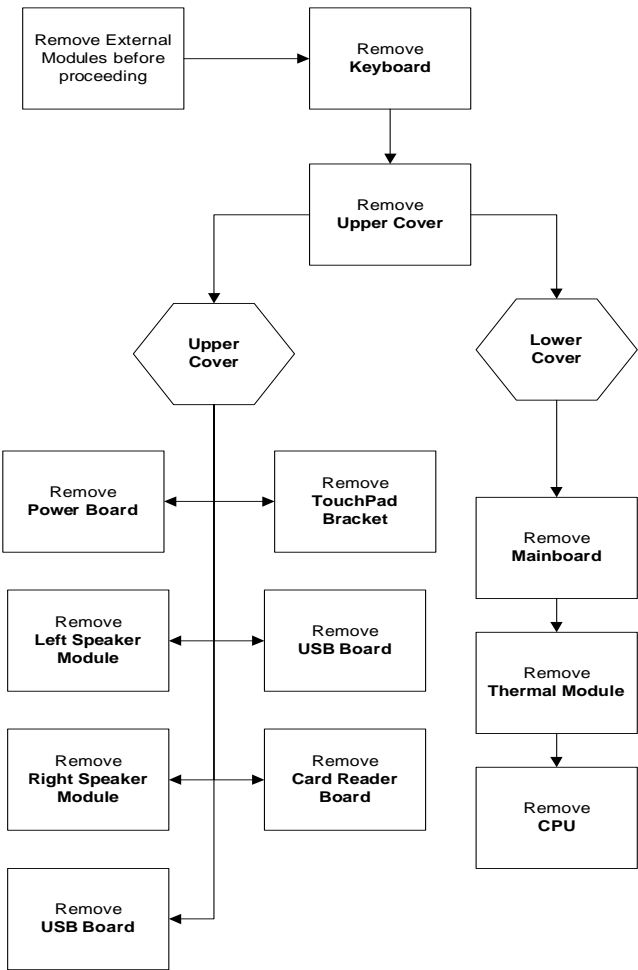 Remove External
Modules before
proceeding
Remove
Keyboard
Remove
Upper Cover
Upper
Cover
Lower
Cover
Remove
Power Board
Remove
TouchPad
Bracket
Remove
Mainboard
Remove
Left Speaker
Module
Remove
USB Board
Remove
Thermal Module
Remove
Right Speaker
Module
Remove
Card Reader
Board
Remove
CPU
Remove
USB Board